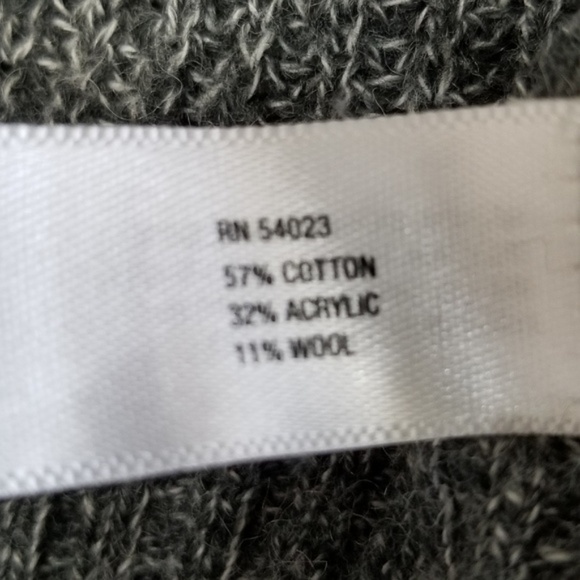 RN 54023
57% COTTON
32% ACRYLIC
11% WOOL